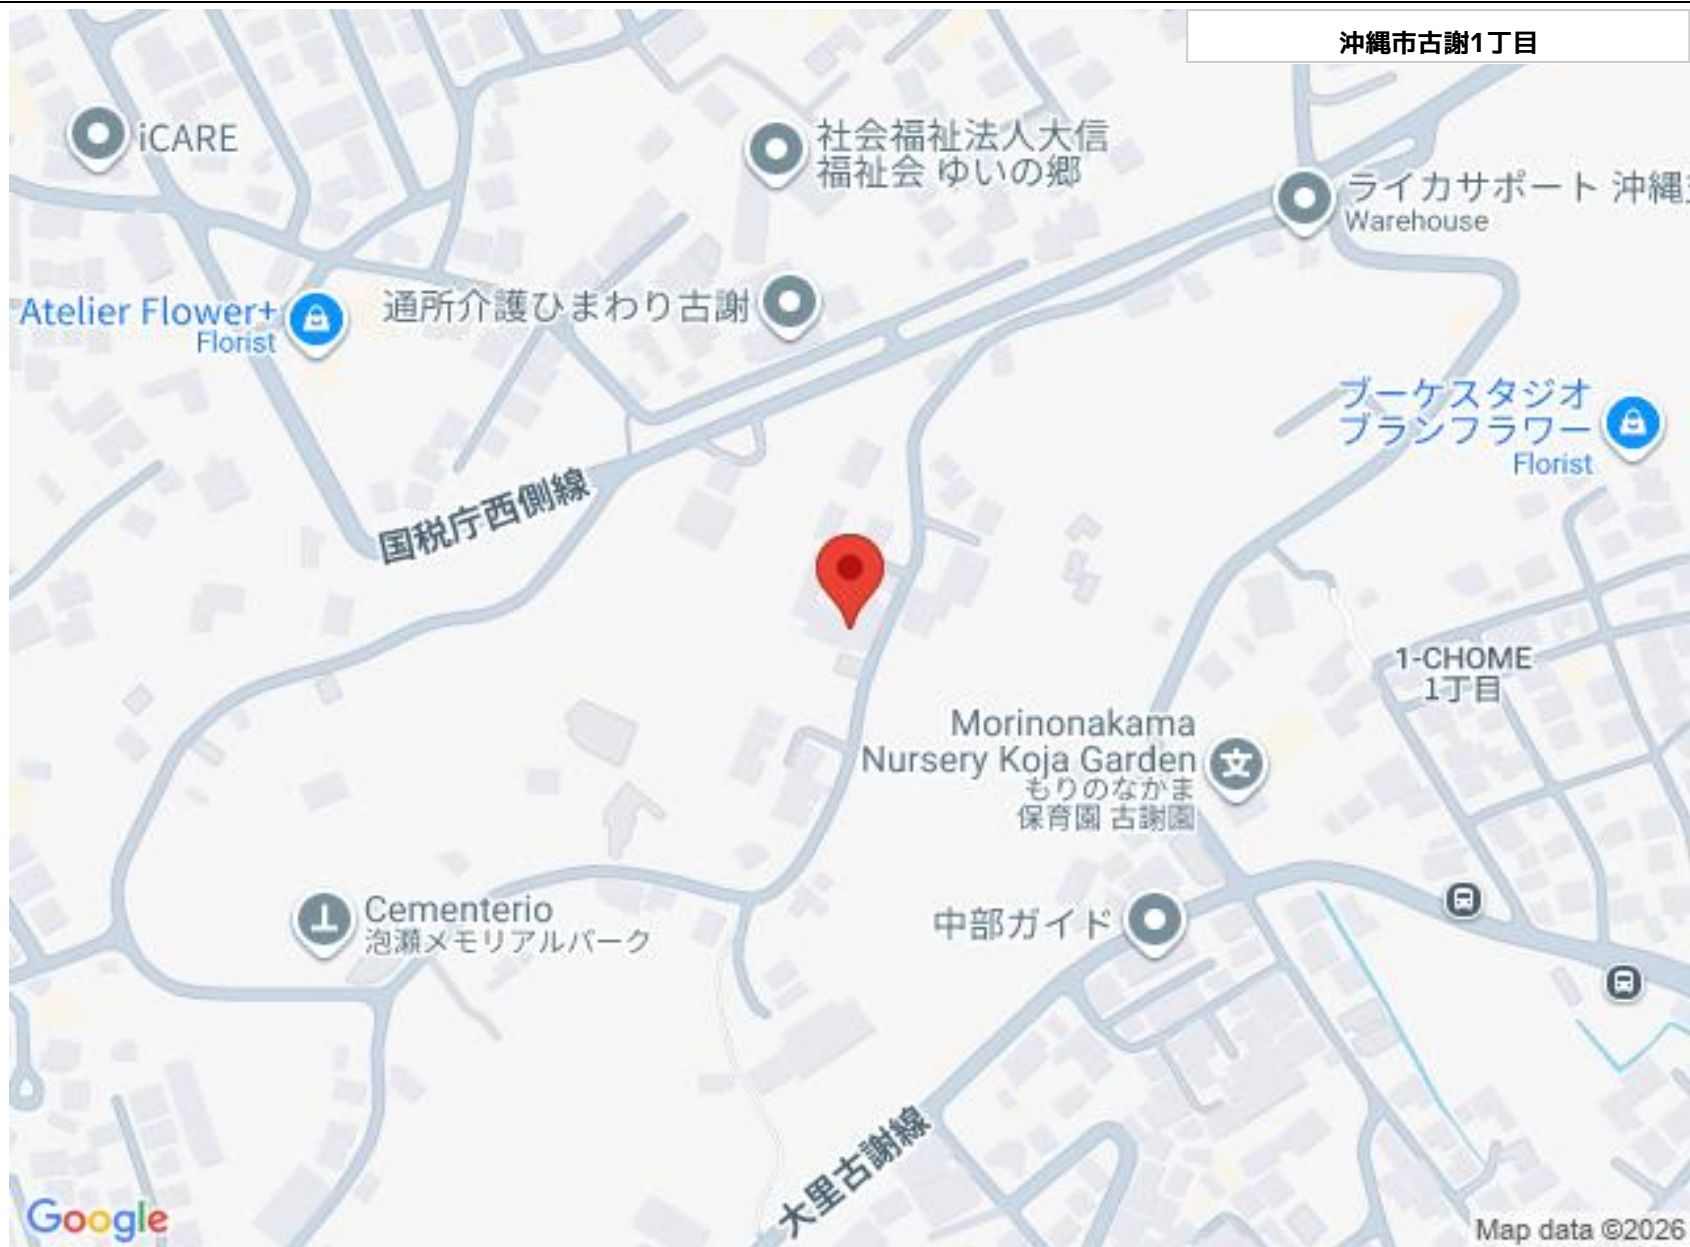 沖縄市古謝1丁目
iCARE
社会福祉法人大信
福祉会 ゆいの郷
ライカサポート 沖縄
Warehouse
Atelier Flower+
Florist
通所介護ひまわり古謝
ブーケスタジオ
ブランフラワー
Florist
国税庁西側線
1-CHOME
1丁目
Morinonakama
Nursery Koja Garden
もりのなかま
保育園 古謝園
Cementerio
泡瀬メモリアルパーク
中部ガイド
大里古謝線
Google
Map data ©2026